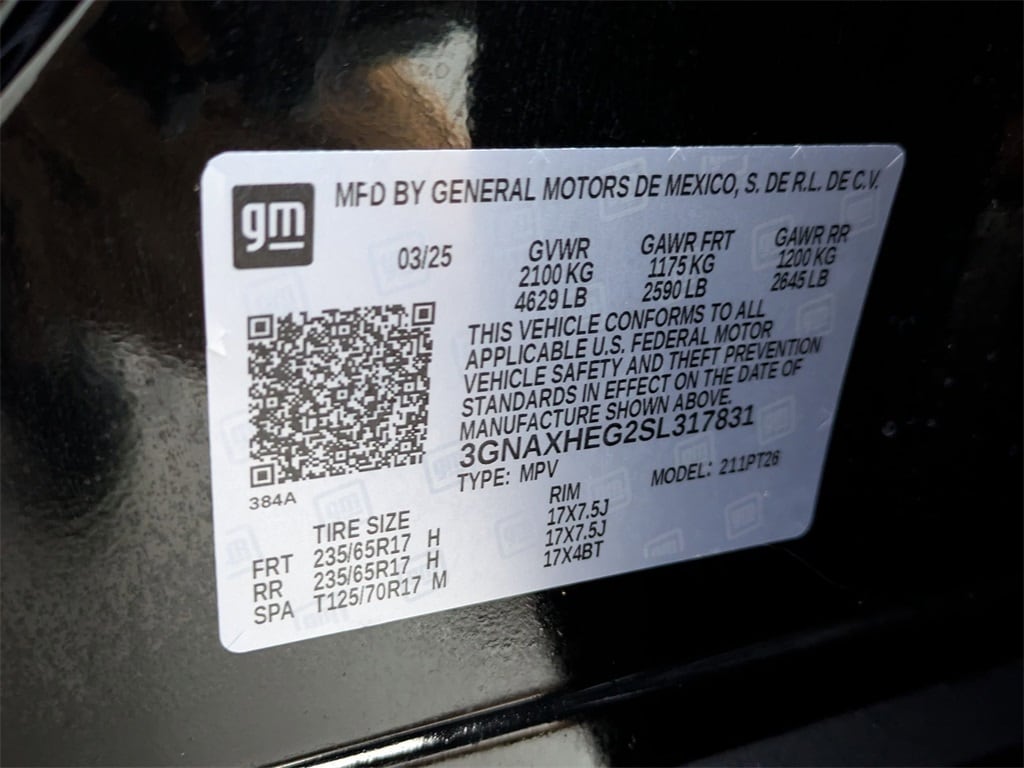 gm
MFD BY GENERAL MOTORS DE MEXICO, S. DE R.L. DE C.V.
03/25 GVWR GAWR FRT GAWR RR
2100 KG 1175 KG 1200 KG
4629 LB 2590 LB 2645 LB
THIS VEHICLE CONFORMS TO ALL
APPLICABLE U.S. FEDERAL MOTOR
VEHICLE SAFETY AND THEFT PREVENTION
STANDARDS IN EFFECT ON THE DATE OF
MANUFACTURE SHOWN ABOVE.
3GNAXHEG2SL317831
TYPE: MPV MODEL: 211PT26
384A
TIRE SIZE RIM
FRT 235/65R17 H 17X7.5J
RR 235/65R17 H 17X7.5J
SPA T125/70R17 M 17X4BT